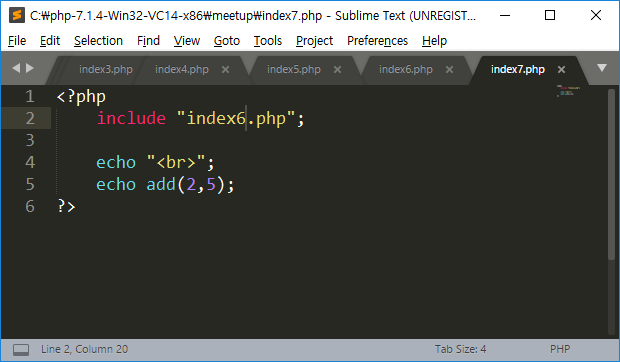 C:₩php-7.1.4-Win32-VC14-x86₩meetup₩index7.php - Sublime Text (UNREGIST...
File Edit Selection Find View Goto Tools Project Preferences Help
index3.php index4.php index5.php index6.php index7.php
1 <?php
2 include "index6.php";
3
4 echo "<br>";
5 echo add(2,5);
6 ?>
Line 2, Column 20 Tab Size: 4 PHP